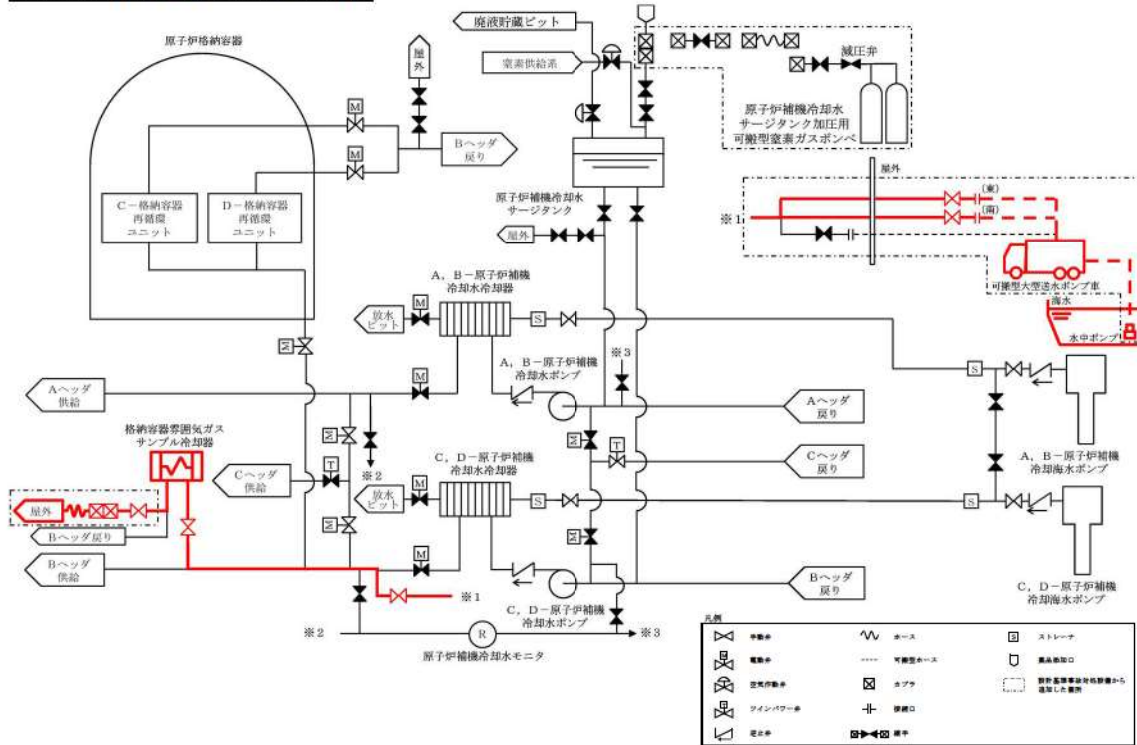 廃液貯蔵ピット
窒素供給系
減圧弁
原子炉補機冷却水
サージタンク加圧用
可搬型窒素ガスボンベ
原子炉格納容器
屋外
M
M
Bヘッダ
戻り
C－格納容器
再循環
ユニット
D－格納容器
再循環
ユニット
原子炉補機冷却水
サージタンク
屋外
屋外
(東)
(南)
※1
可搬型大型送水ポンプ車
海水
水中ポンプ
A，B－原子炉補機
冷却水冷却器
放水
ピット
M
S
M
※3
A，B－原子炉補機
冷却水ポンプ
S
Aヘッダ
供給
M
Aヘッダ
戻り
格納容器雰囲気ガス
サンプル冷却器
M
M
T
Cヘッダ
戻り
※2
C，D－原子炉補機
冷却水冷却器
Cヘッダ
供給
T
A，B－原子炉補機
冷却海水ポンプ
放水
ピット
M
S
S
屋外
Bヘッダ戻り
M
M
Bヘッダ
供給
M
Bヘッダ
戻り
※1
C，D－原子炉補機
冷却水ポンプ
C，D－原子炉補機
冷却海水ポンプ
※2
R
※3
原子炉補機冷却水モニタ
凡例
手動弁
ホース
S
ストレーナ
M
電動弁
可搬型ホース
薬品添加口
空気作動弁
カプラ
設計基準事故対処設備から
追加した箇所
T
ツインパワー弁
接続口
逆止弁
継手